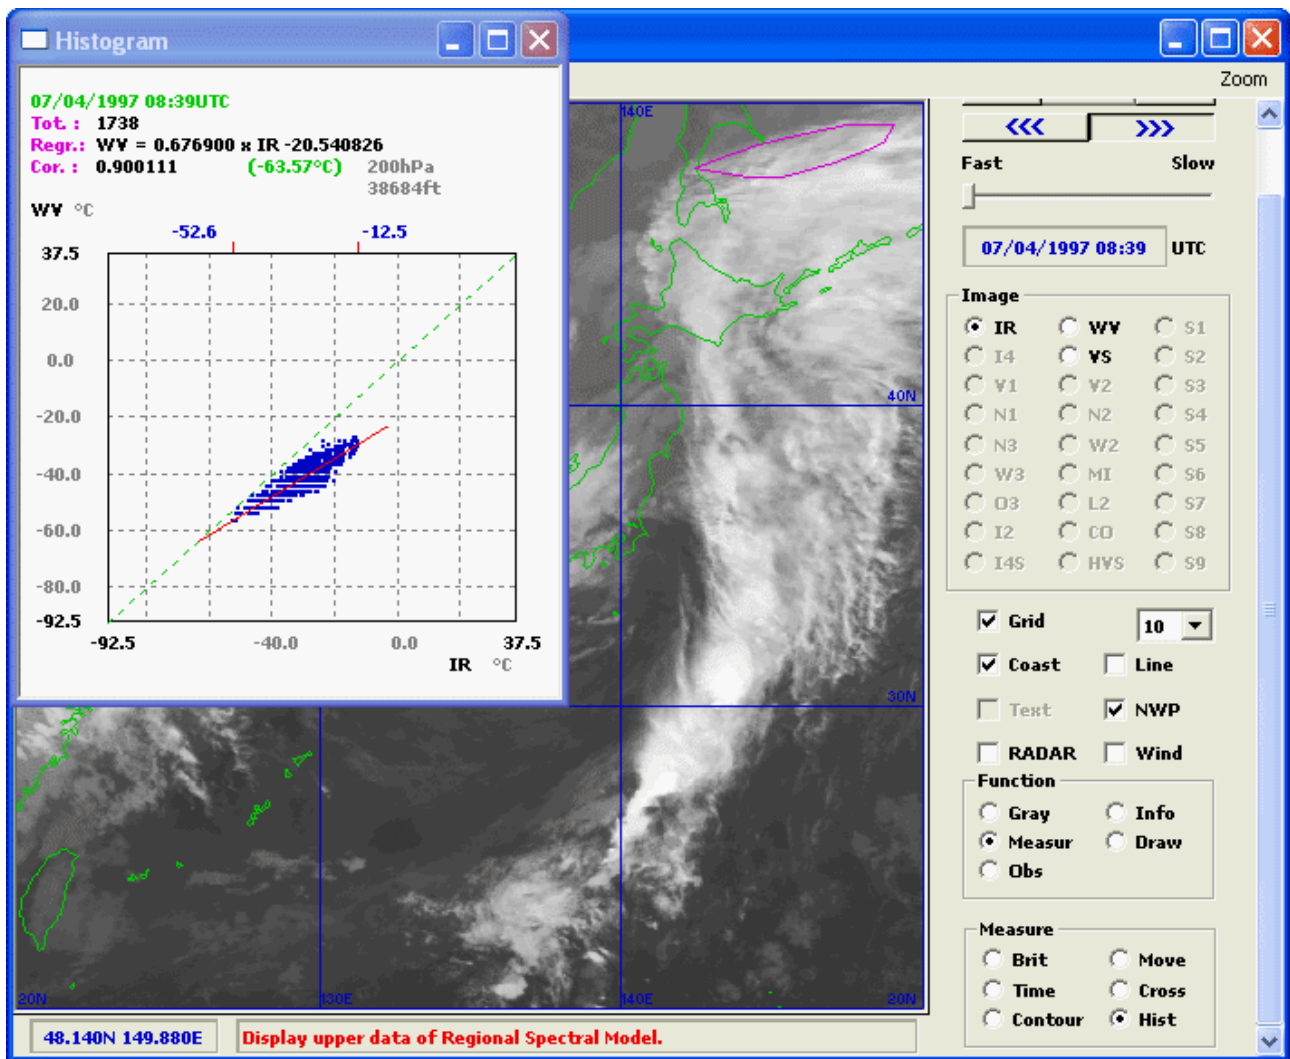 Histogram
Zoom
07/04/1997 08:39UTC
Tot. : 1738
Regr.: WV = 0.676900 x IR -20.540826
Cor. : 0.900111 (-63.57°C) 200hPa
38684ft
WV °C
-52.6 -12.5
37.5
20.0
0.0
-20.0
-40.0
-60.0
-80.0
-92.5
-92.5 -40.0 0.0 37.5
IR °C
140E
40N
30N
20N 130E 140E 20N
<<< >>>
Fast Slow
07/04/1997 08:39 UTC
Image
IR WV S1
I4 VS S2
V1 V2 S3
N1 N2 S4
N3 W2 S5
W3 MI S6
O3 L2 S7
I2 CO S8
I4S HVS S9
Grid 10
Coast Line
Text NWP
RADAR Wind
Function
Gray Info
Measur Draw
Obs
Measure
Brit Move
Time Cross
Contour Hist
48.140N 149.880E Display upper data of Regional Spectral Model.